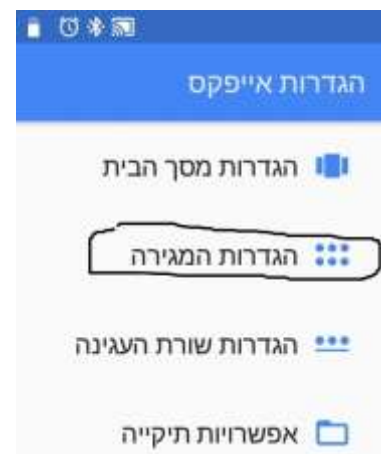 הגדרות אייפקס
הגדרות מסך הבית
הגדרות המגירה
הגדרות שורת העגינה
אפשרויות תיקייה